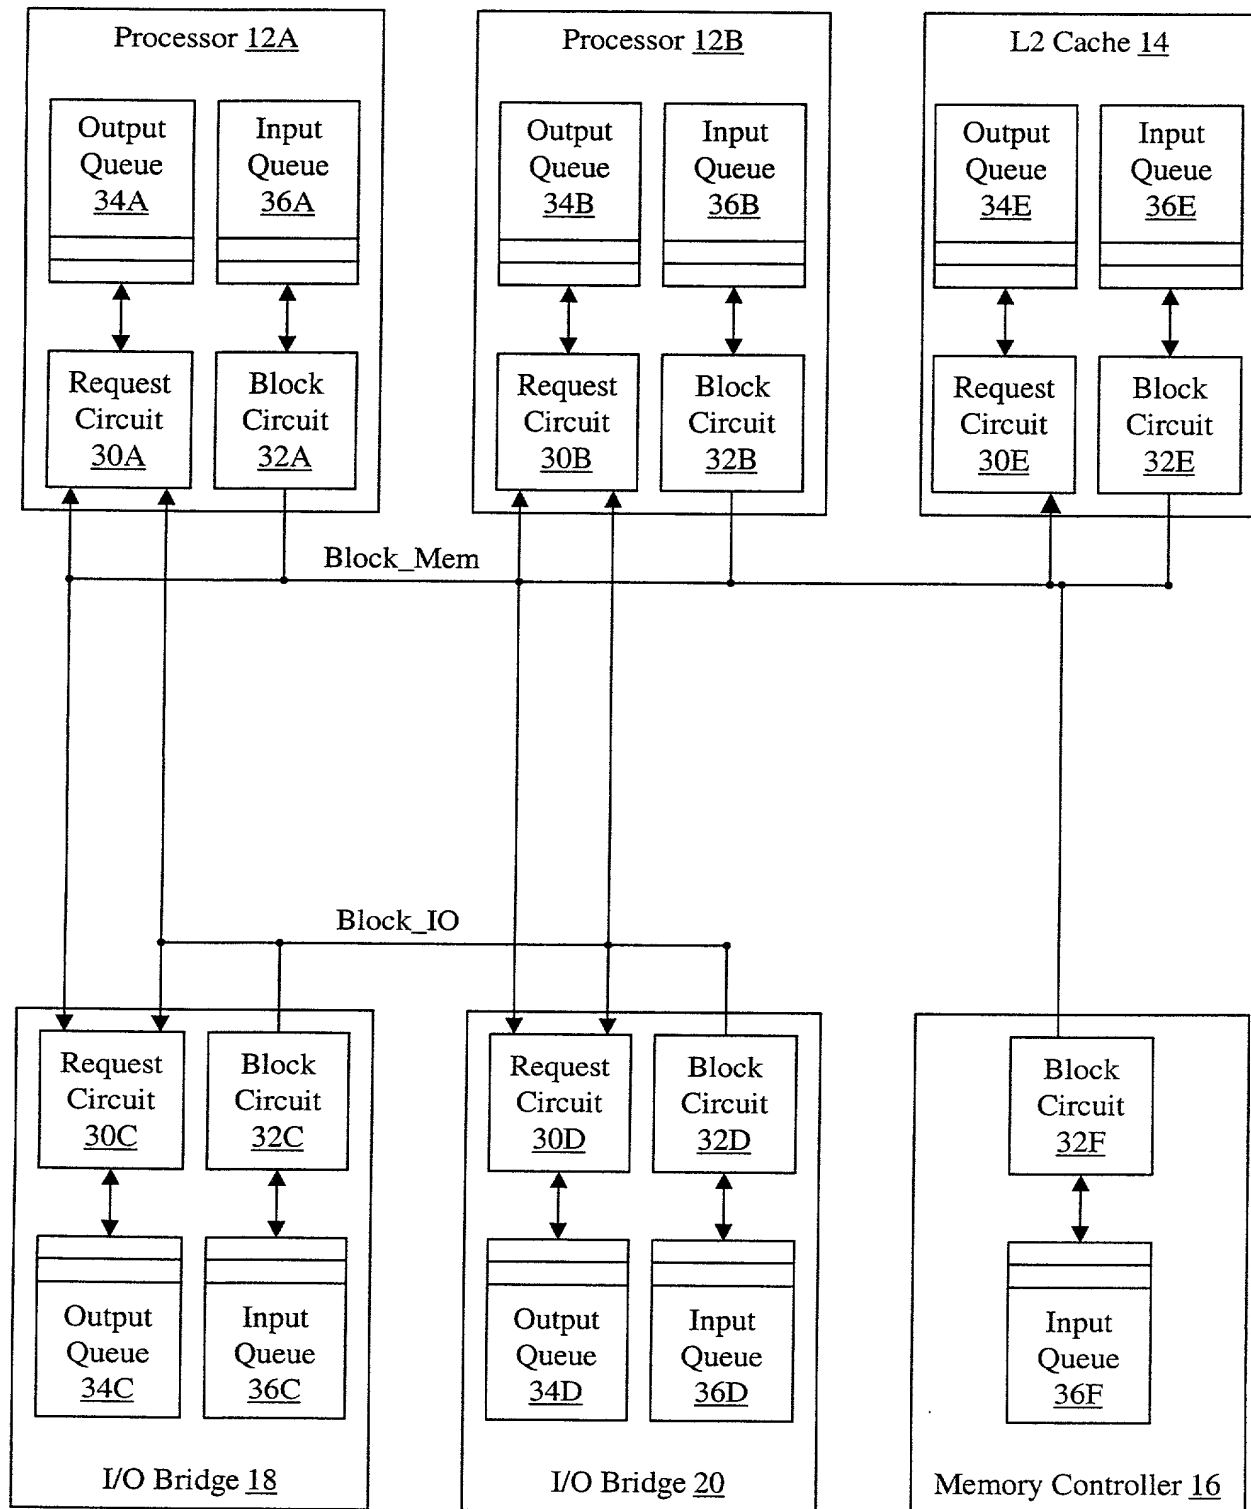 Processor 12A
Output
Queue
34A
Input
Queue
36A
Request
Circuit
30A
Block
Circuit
32A
Processor 12B
Output
Queue
34B
Input
Queue
36B
Request
Circuit
30B
Block
Circuit
32B
L2 Cache 14
Output
Queue
34E
Input
Queue
36E
Request
Circuit
30E
Block
Circuit
32E
Block_Mem
Block_IO
Request
Circuit
30C
Block
Circuit
32C
Output
Queue
34C
Input
Queue
36C
I/O Bridge 18
Request
Circuit
30D
Block
Circuit
32D
Output
Queue
34D
Input
Queue
36D
I/O Bridge 20
Block
Circuit
32F
Input
Queue
36F
Memory Controller 16